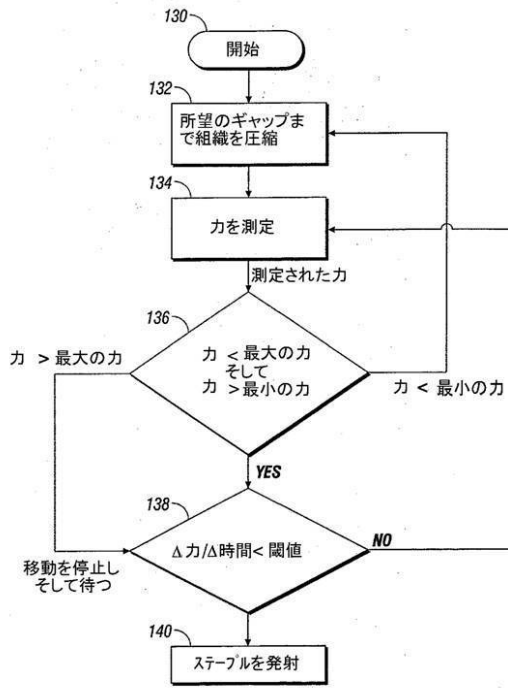 130
開始
132
所望のギャップま
で組織を圧縮
134
力を測定
測定された力
136
力 > 最大の力
力 < 最大の力
そして
力 > 最小の力
力 < 最小の力
YES
138
Δ力/Δ時間< 閾値
NO
移動を停止し
そして待つ
140
ステープルを発射